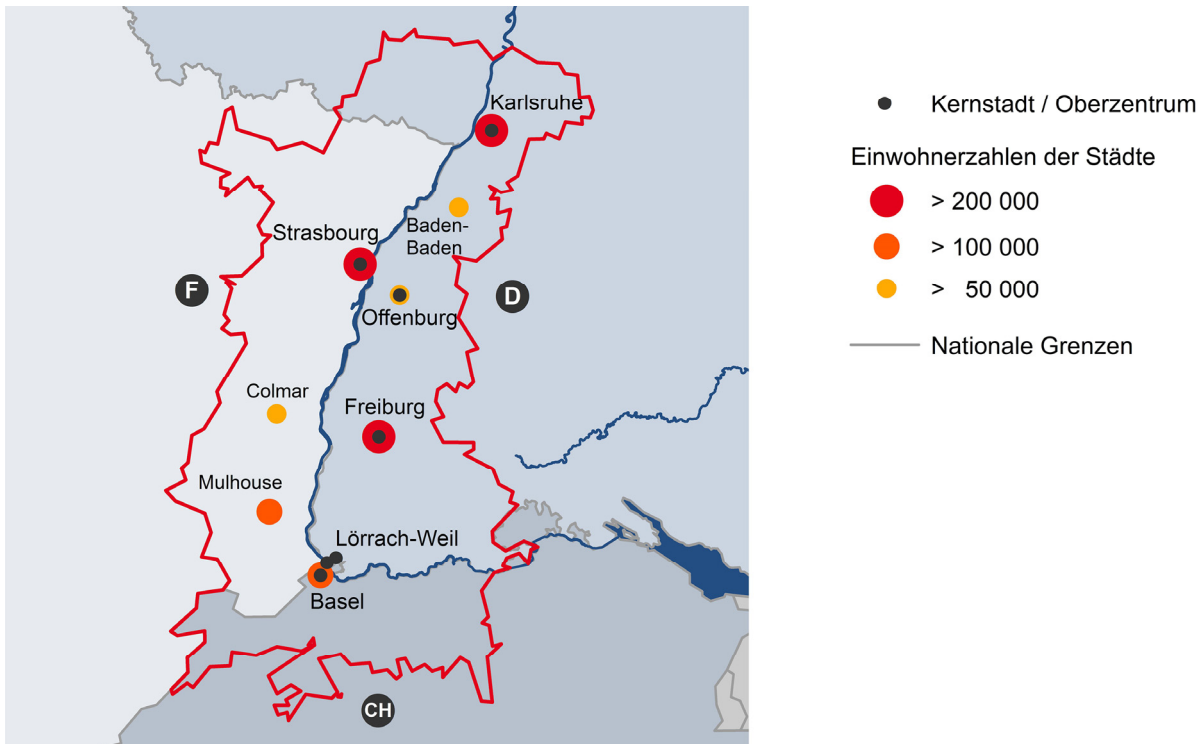 Karlsruhe
Baden-
Baden
Strasbourg
F
D
Offenburg
Colmar
Freiburg
Mulhouse
Lörrach-Weil
Basel
CH
Kernstadt / Oberzentrum
Einwohnerzahlen der Städte
> 200 000
> 100 000
> 50 000
Nationale Grenzen